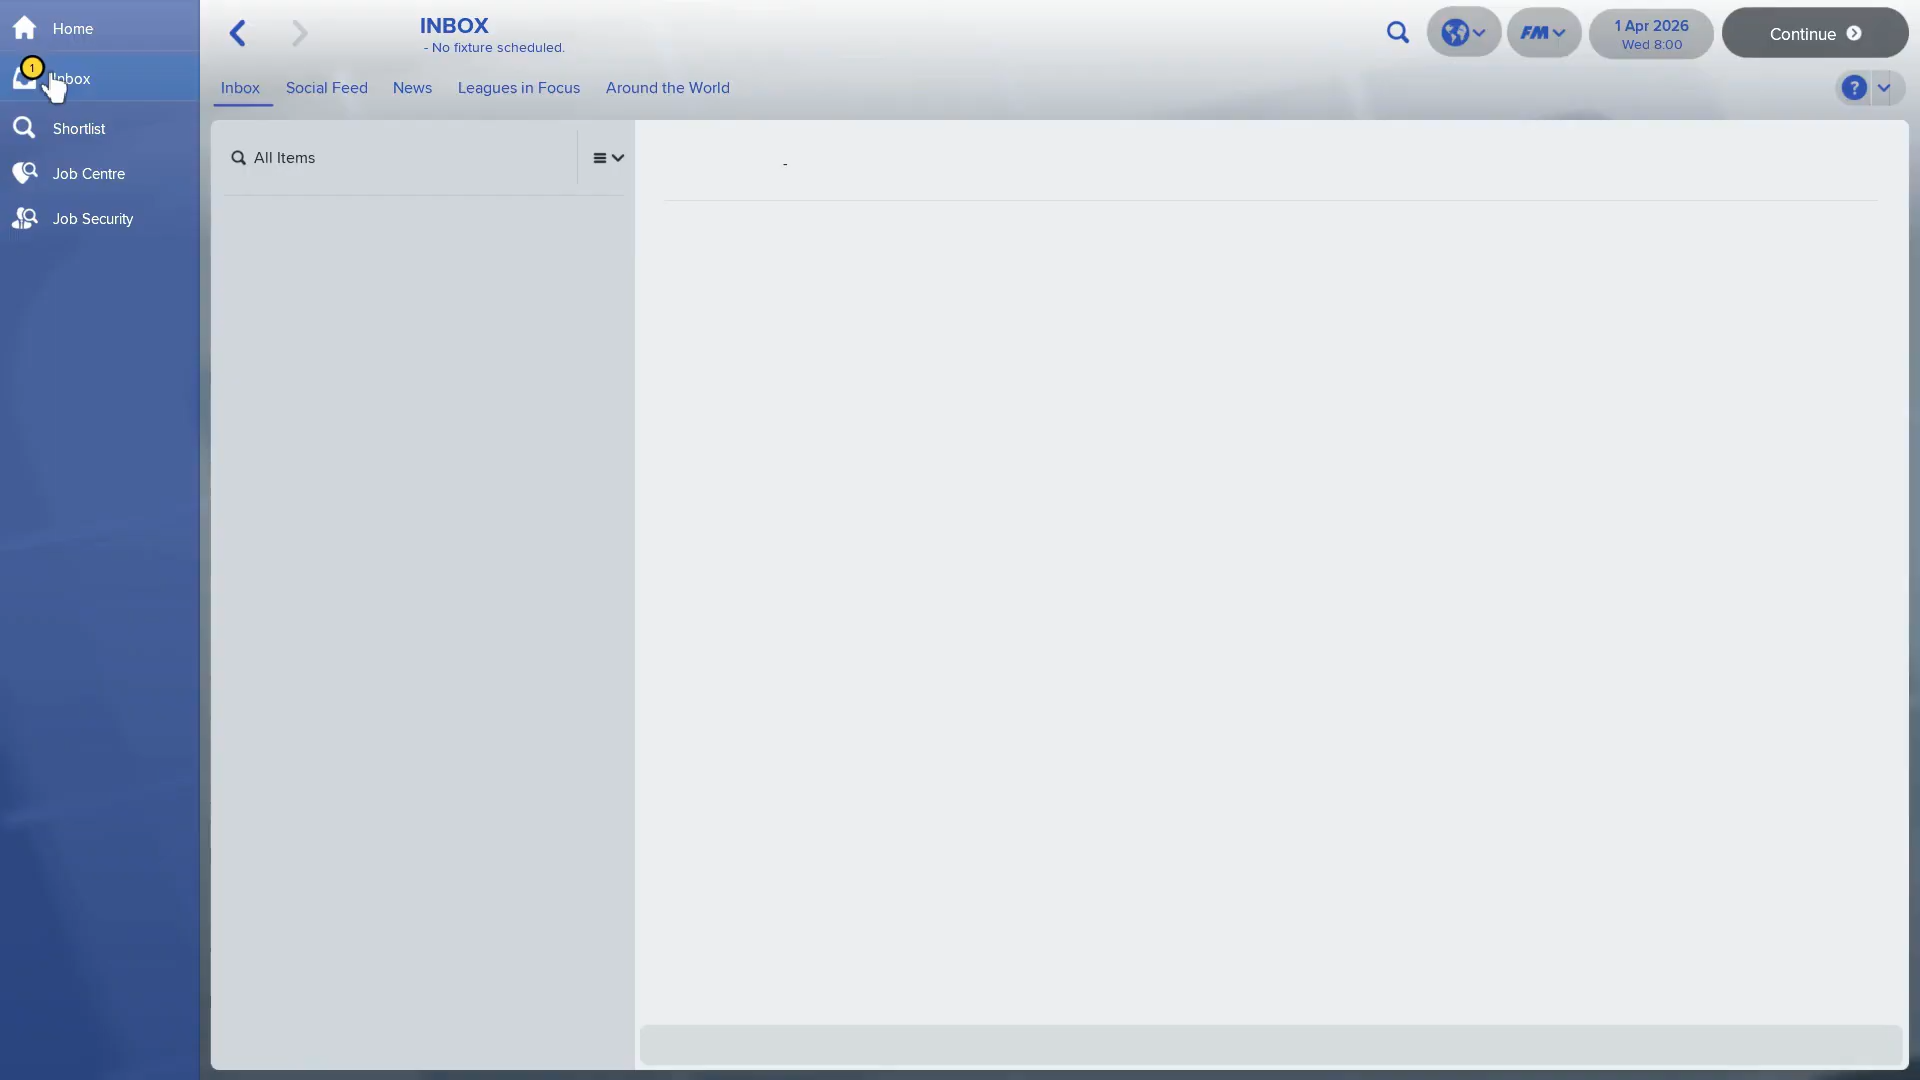 Home
1
Inbox
Shortlist
Job Centre
Job Security
INBOX
- No fixture scheduled.
FM
1 Apr 2026
Wed 8:00
Continue
Inbox
Social Feed
News
Leagues in Focus
Around the World
?
All Items
-